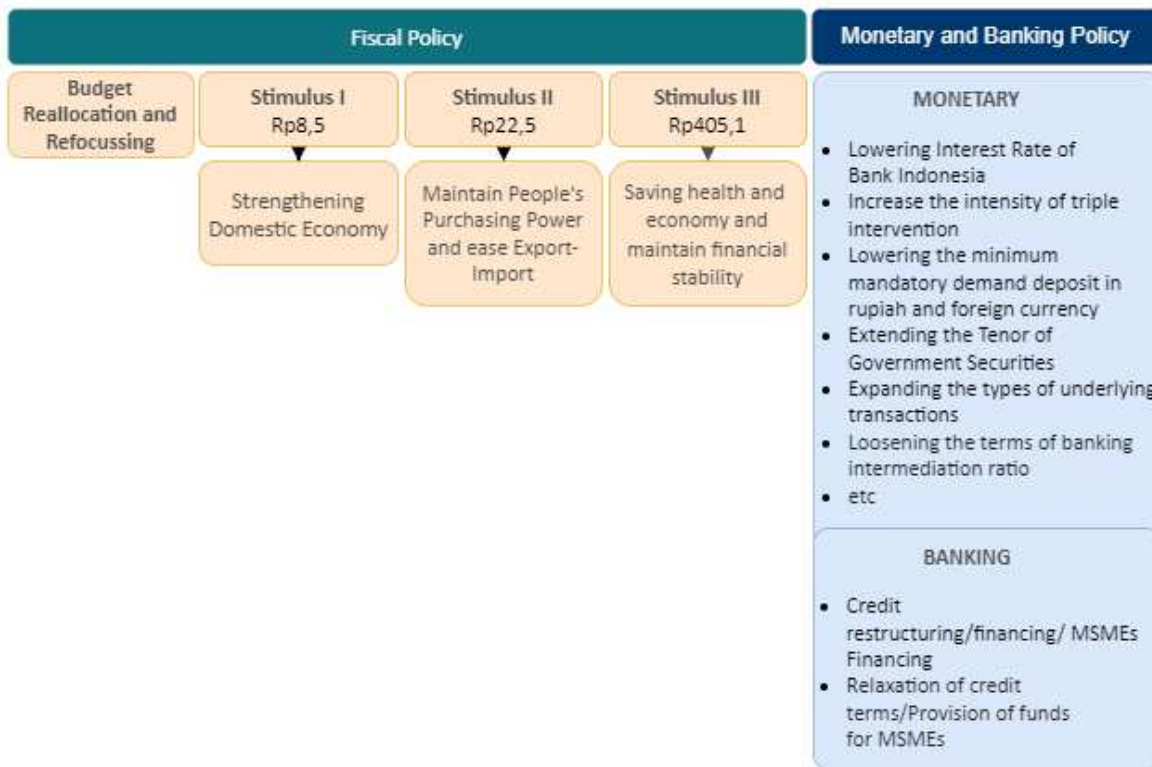 Fiscal Policy
Budget
Reallocation and
Refocussing
Stimulus I
Rp8,5
Strengthening
Domestic Economy
Stimulus II
Rp22,5
Maintain People's
Purchasing Power
and ease Export-
Import
Stimulus III
Rp405,1
Saving health and
economy and
maintain financial
stability
Monetary and Banking Policy
MONETARY
• Lowering Interest Rate of
Bank Indonesia
• Increase the intensity of triple
intervention
• Lowering the minimum
mandatory demand deposit in
rupiah and foreign currency
• Extending the Tenor of
Government Securities
• Expanding the types of underlying
transactions
• Loosening the terms of banking
intermediation ratio
• etc
BANKING
• Credit
restructuring/financing/ MSMEs
Financing
• Relaxation of credit
terms/Provision of funds
for MSMEs